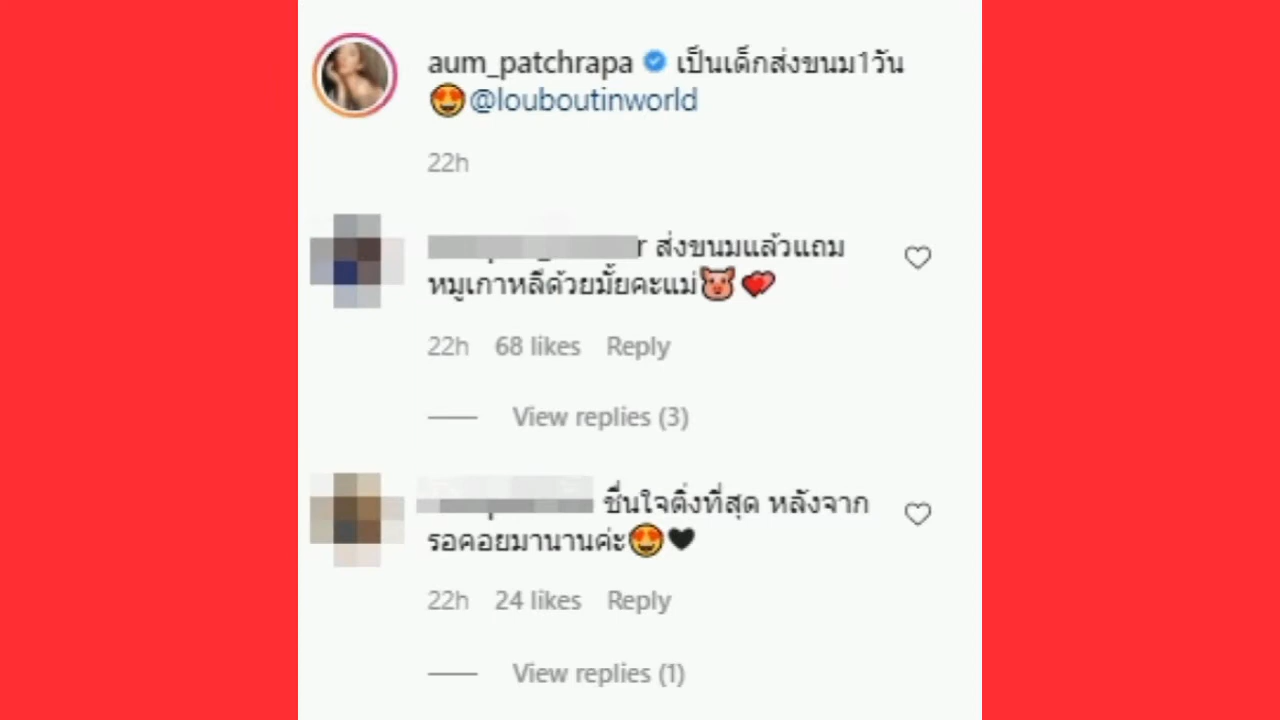 aum_patchrapa เป็นเด็กส่งขนม1วัน
😍@louboutinworld
22h
r ส่งขนมแล้วแถม
หมูเกาหลีด้วยมั้ยคะแม่🐷💕
22h 68 likes Reply
View replies (3)
ชื่นใจติ่งที่สุด หลังจาก
รอคอยมานานค่ะ😍🖤
22h 24 likes Reply
View replies (1)